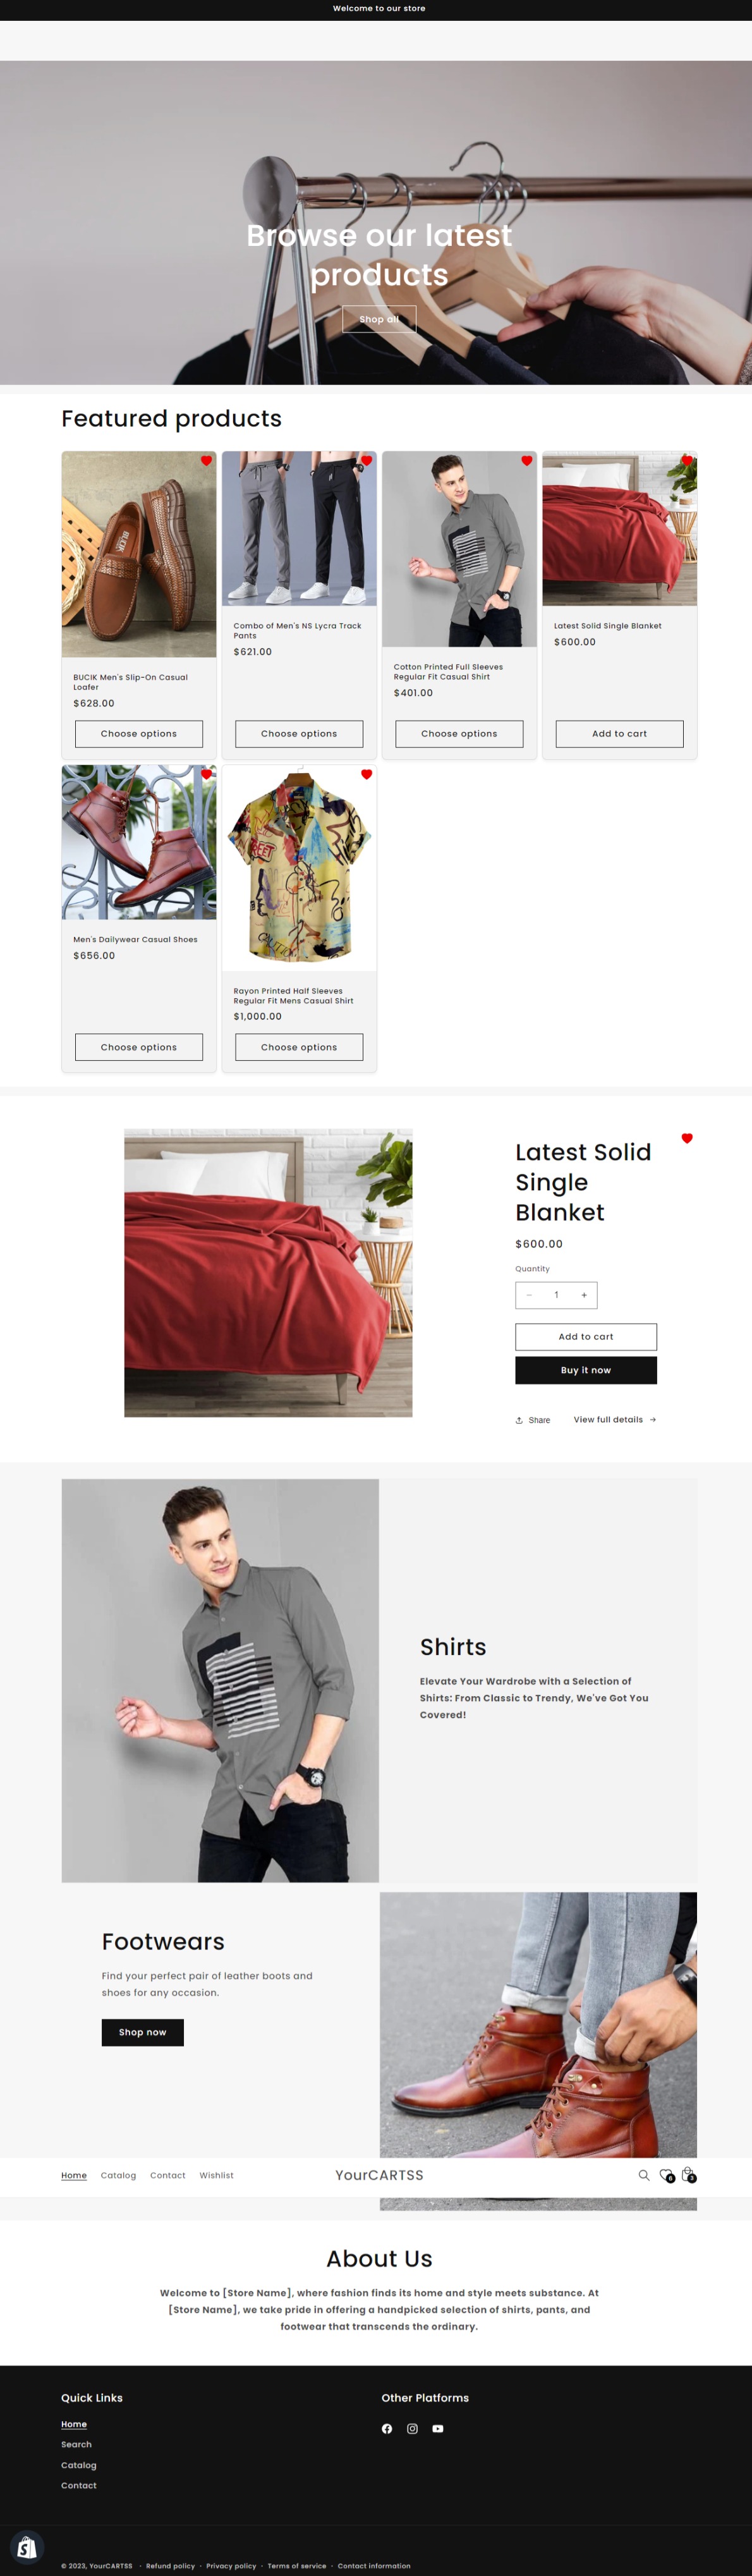 Welcome to our store
Browse our latest
products
Shop all
Featured products
BUCIK Men's Slip-On Casual
Loafer
$628.00
Choose options
Combo of Men's NS Lycra Track
Pants
$621.00
Choose options
Cotton Printed Full Sleeves
Regular Fit Casual Shirt
$401.00
Choose options
Latest Solid Single Blanket
$600.00
Add to cart
Men's Dailywear Casual Shoes
$656.00
Choose options
Rayon Printed Half Sleeves
Regular Fit Mens Casual Shirt
$1,000.00
Choose options
Latest Solid
Single
Blanket
$600.00
Quantity
− 1 +
Add to cart
Buy it now
Share View full details →
Shirts
Elevate Your Wardrobe with a Selection of
Shirts: From Classic to Trendy, We've Got You
Covered!
Footwears
Find your perfect pair of leather boots and
shoes for any occasion.
Shop now
Home Catalog Contact Wishlist YourCARTSS
About Us
Welcome to [Store Name], where fashion finds its home and style meets substance. At
[Store Name], we take pride in offering a handpicked selection of shirts, pants, and
footwear that transcends the ordinary.
Quick Links
Home
Search
Catalog
Contact
Other Platforms
© 2023, YourCARTSS · Refund policy · Privacy policy · Terms of service · Contact information